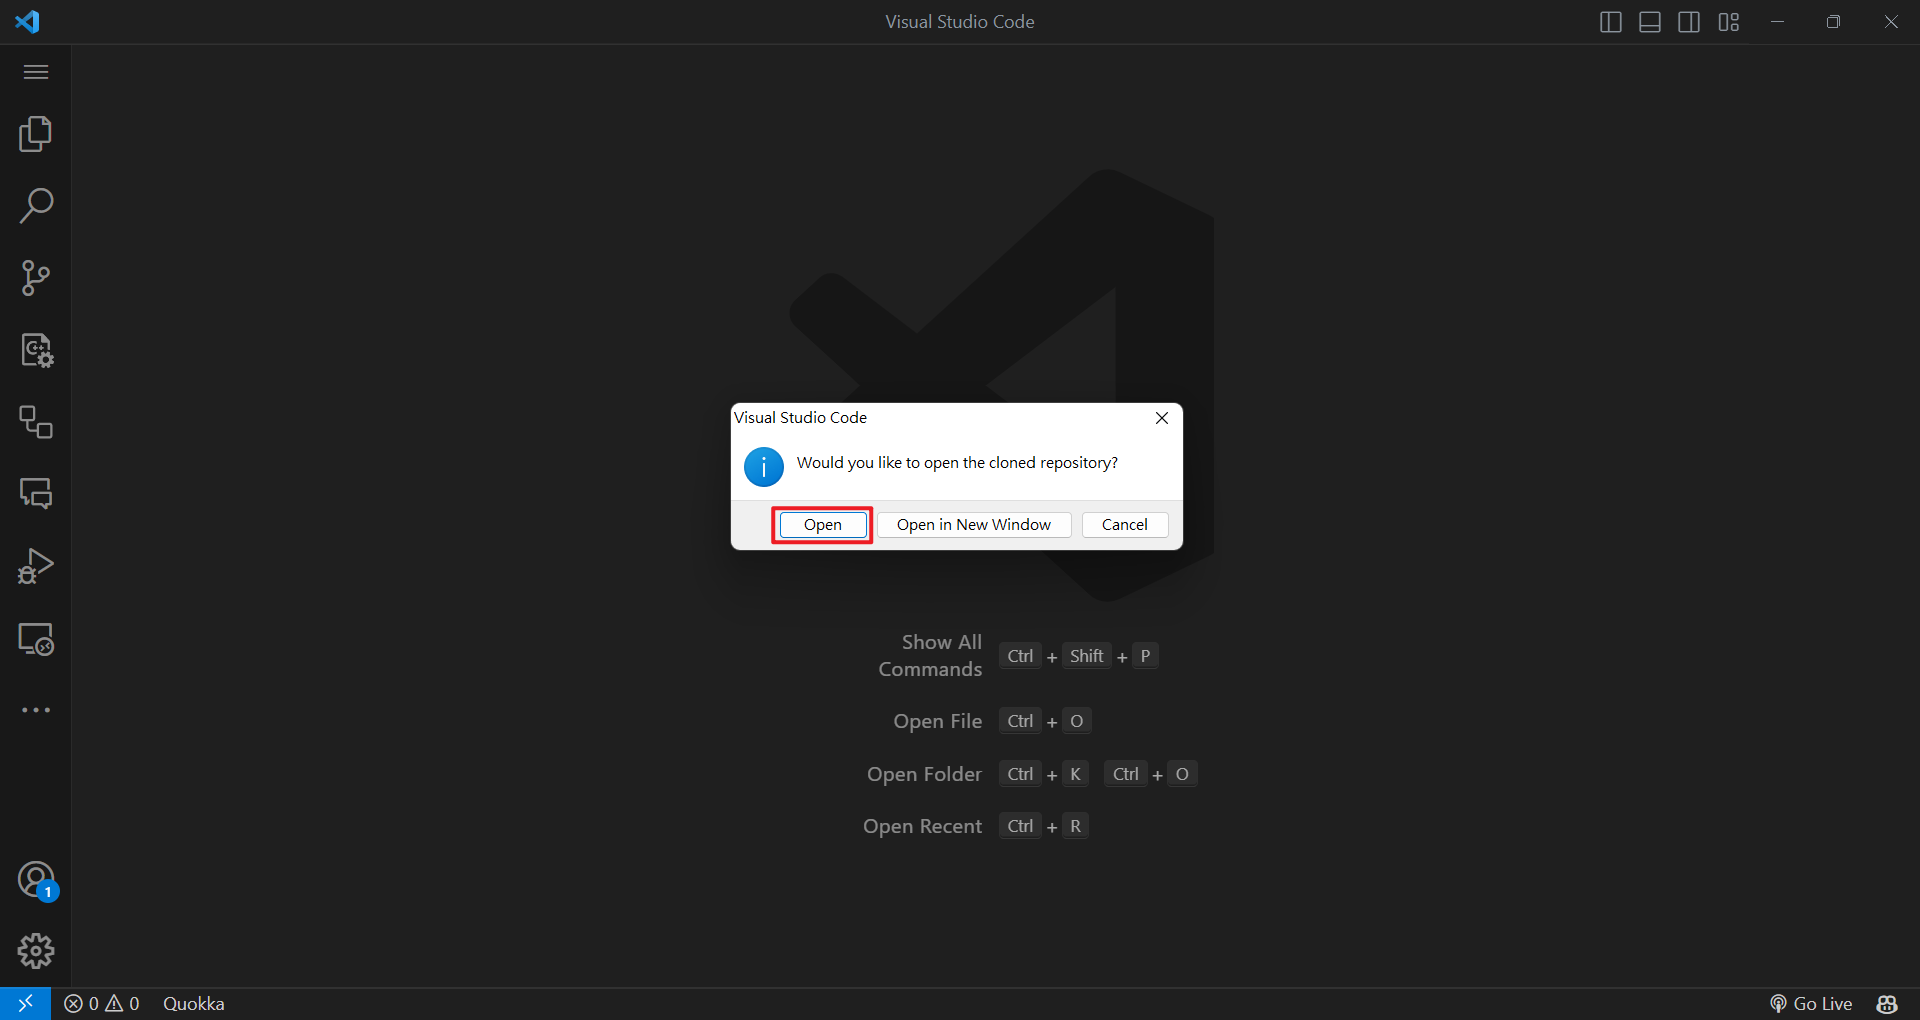 Visual Studio Code
Visual Studio Code
Would you like to open the cloned repository?
Open
Open in New Window
Cancel
Show All Commands Ctrl + Shift + P
Open File Ctrl + O
Open Folder Ctrl + K Ctrl + O
Open Recent Ctrl + R
1
0 0 Quokka
Go Live